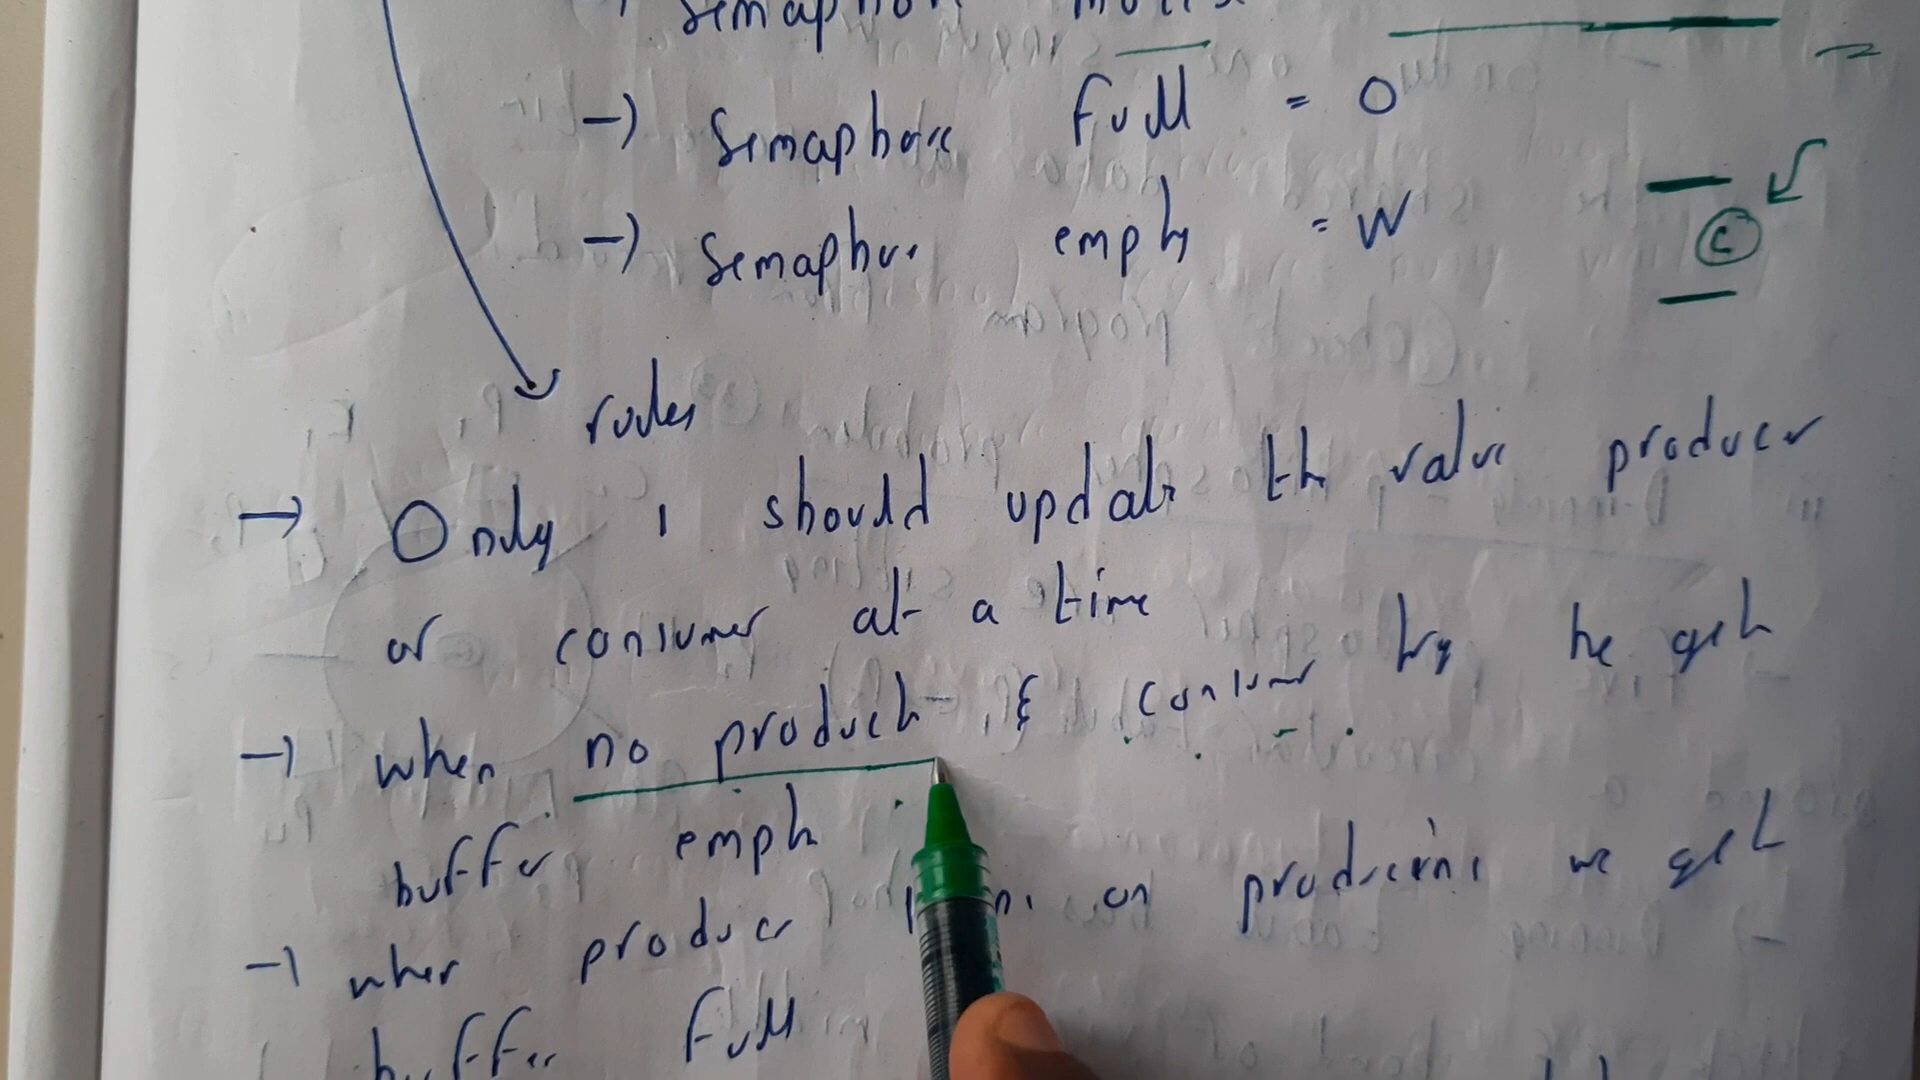 → Semaphore Full = 0
→ Semaphore empty = N
C
rules
→ Only 1 should update the value producer
or consumer at a time
→ when no product & consumer try he get
buffer empty
→ when producer on producing we get
buffer Full